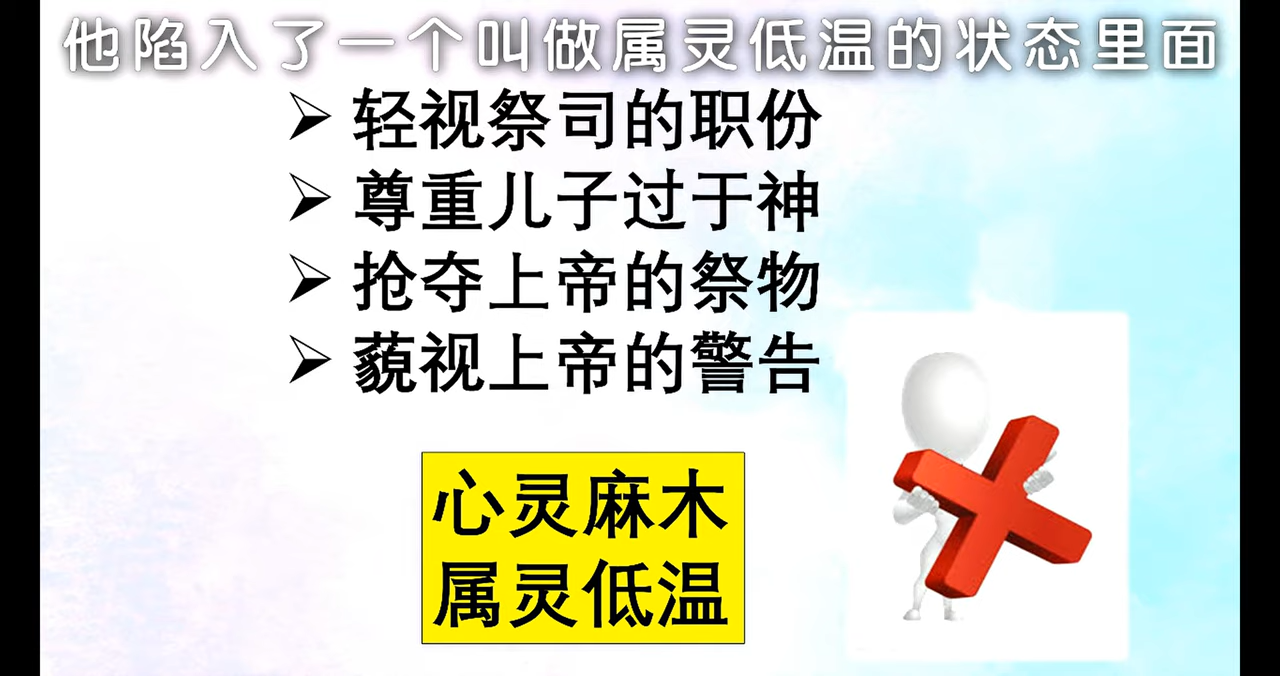 他陷入了一个叫做属灵低温的状态里面
轻视祭司的职份
尊重儿子过于神
抢夺上帝的祭物
藐视上帝的警告
心灵麻木
属灵低温